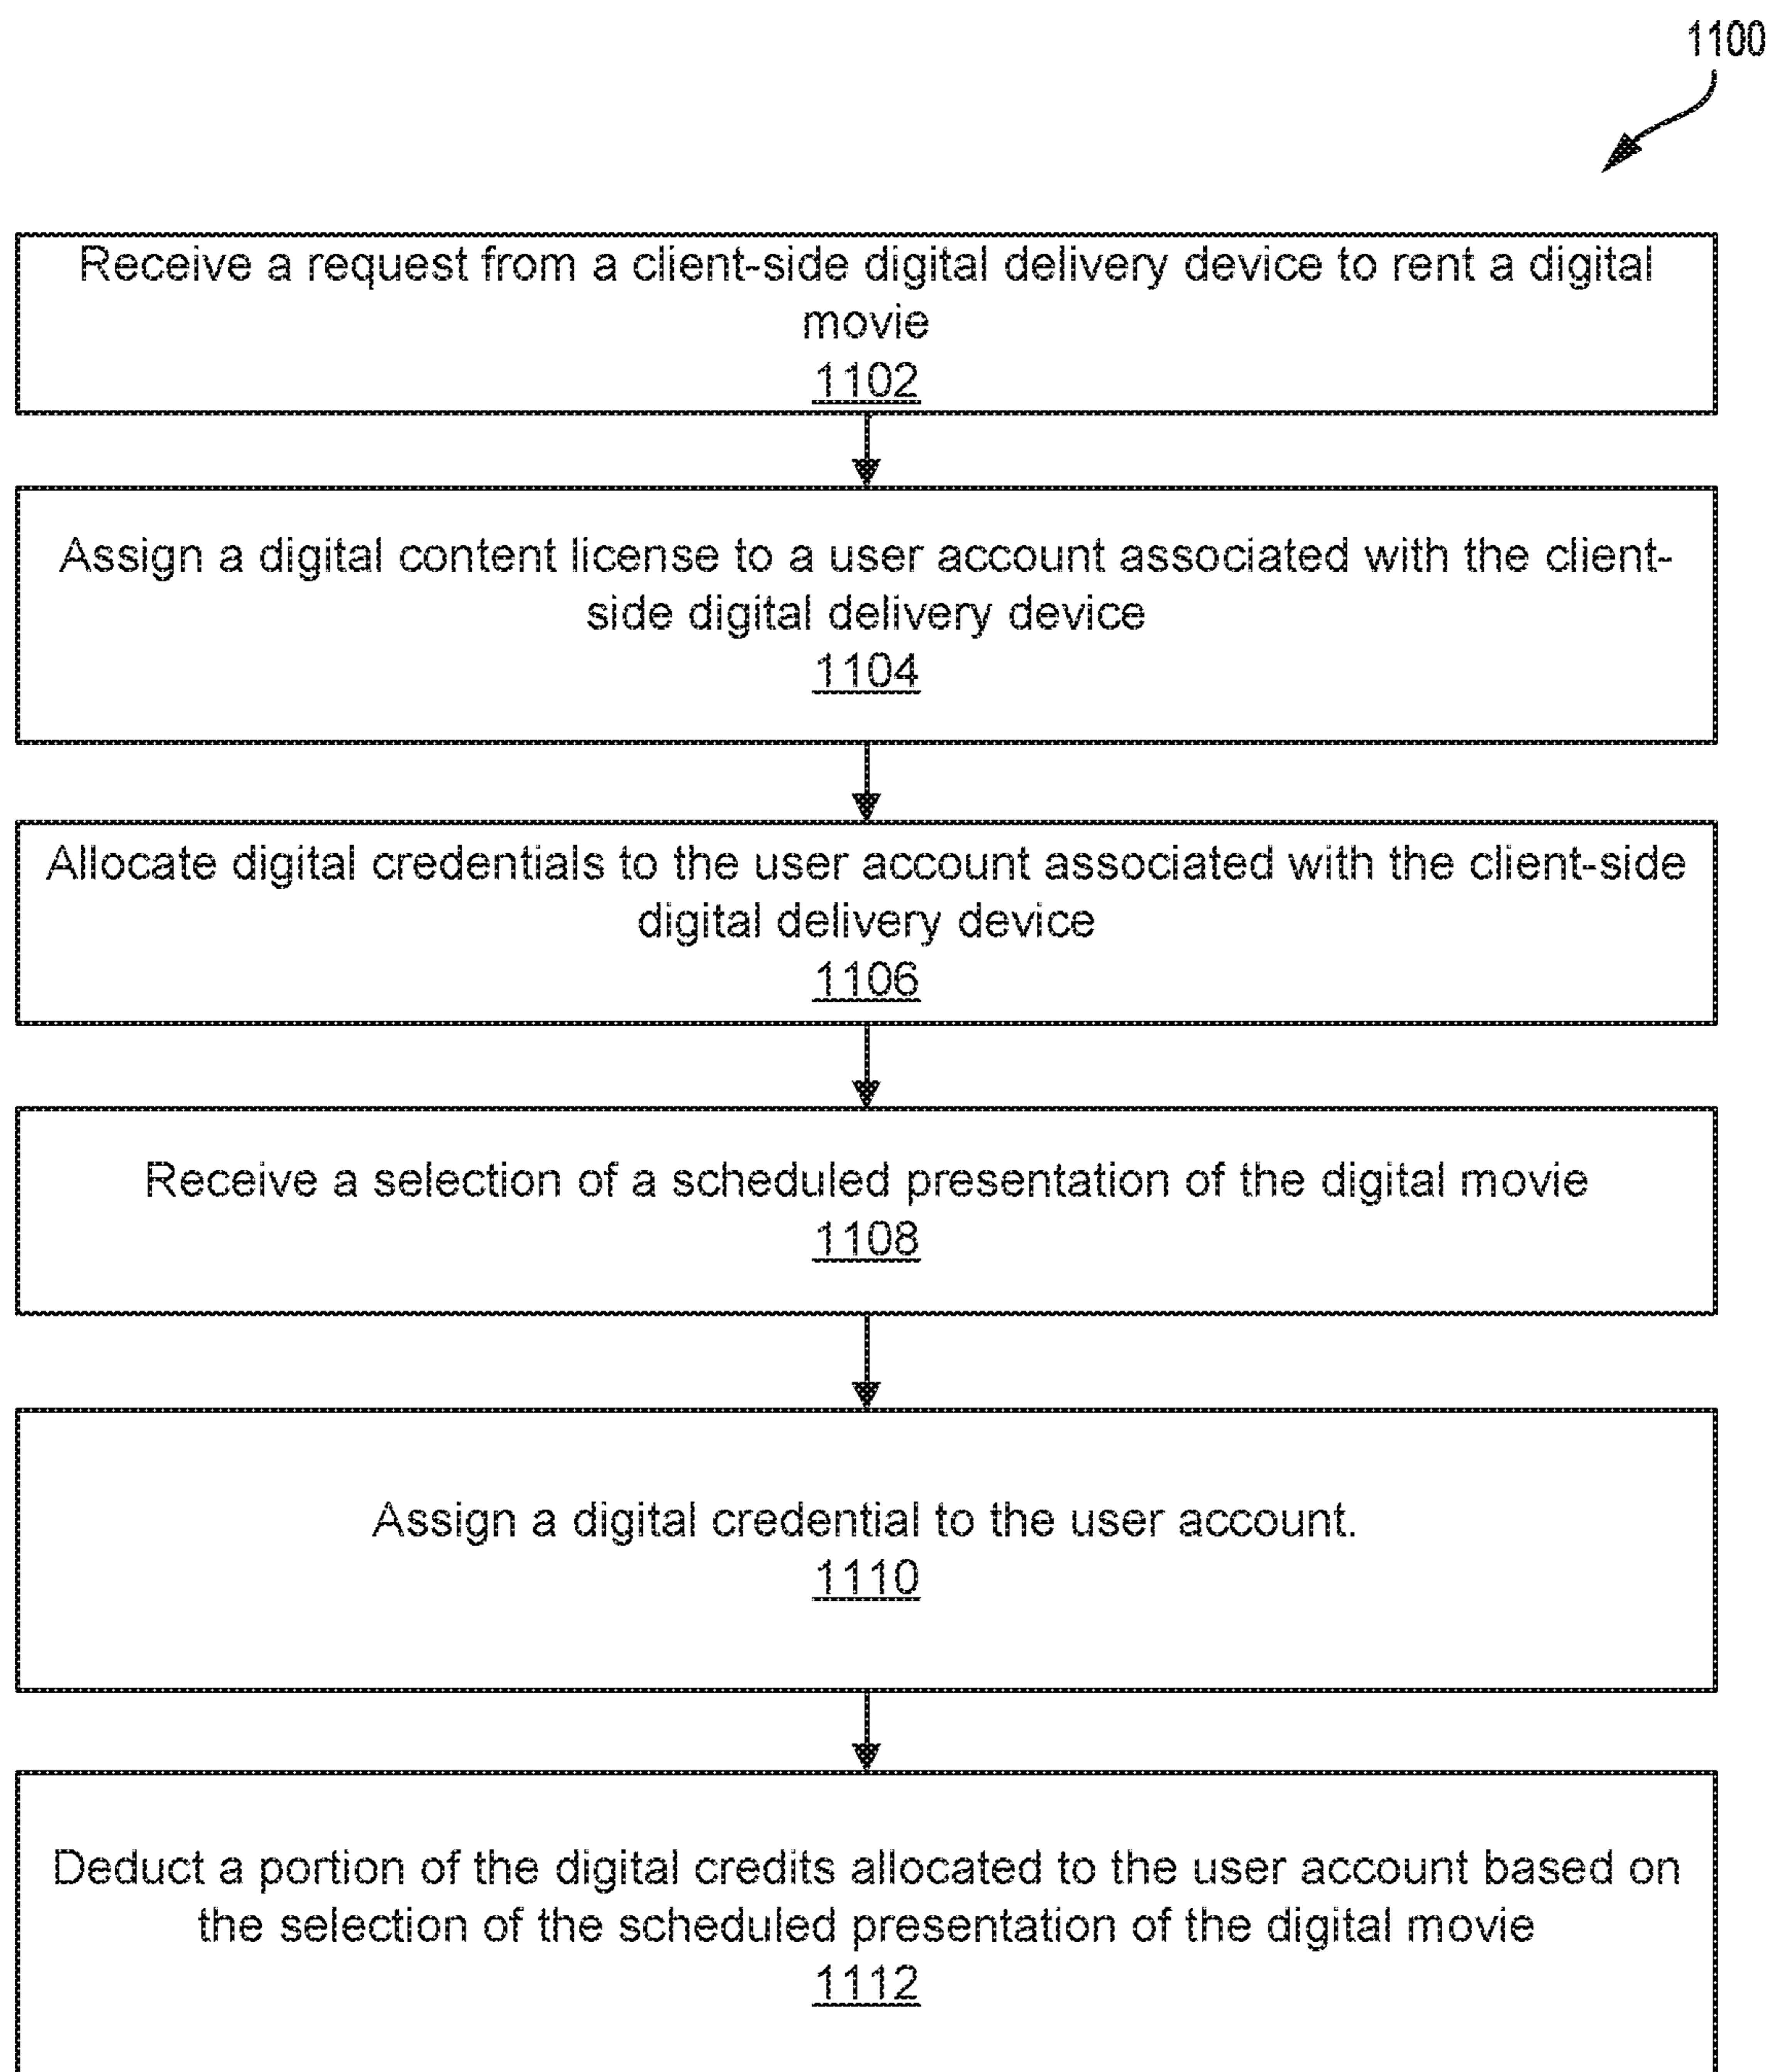 1100
Receive a request from a client-side digital delivery device to rent a digital
movie
1102
Assign a digital content license to a user account associated with the client-
side digital delivery device
1104
Allocate digital credentials to the user account associated with the client-side
digital delivery device
1106
Receive a selection of a scheduled presentation of the digital movie
1108
Assign a digital credential to the user account.
1110
Deduct a portion of the digital credits allocated to the user account based on
the selection of the scheduled presentation of the digital movie
1112